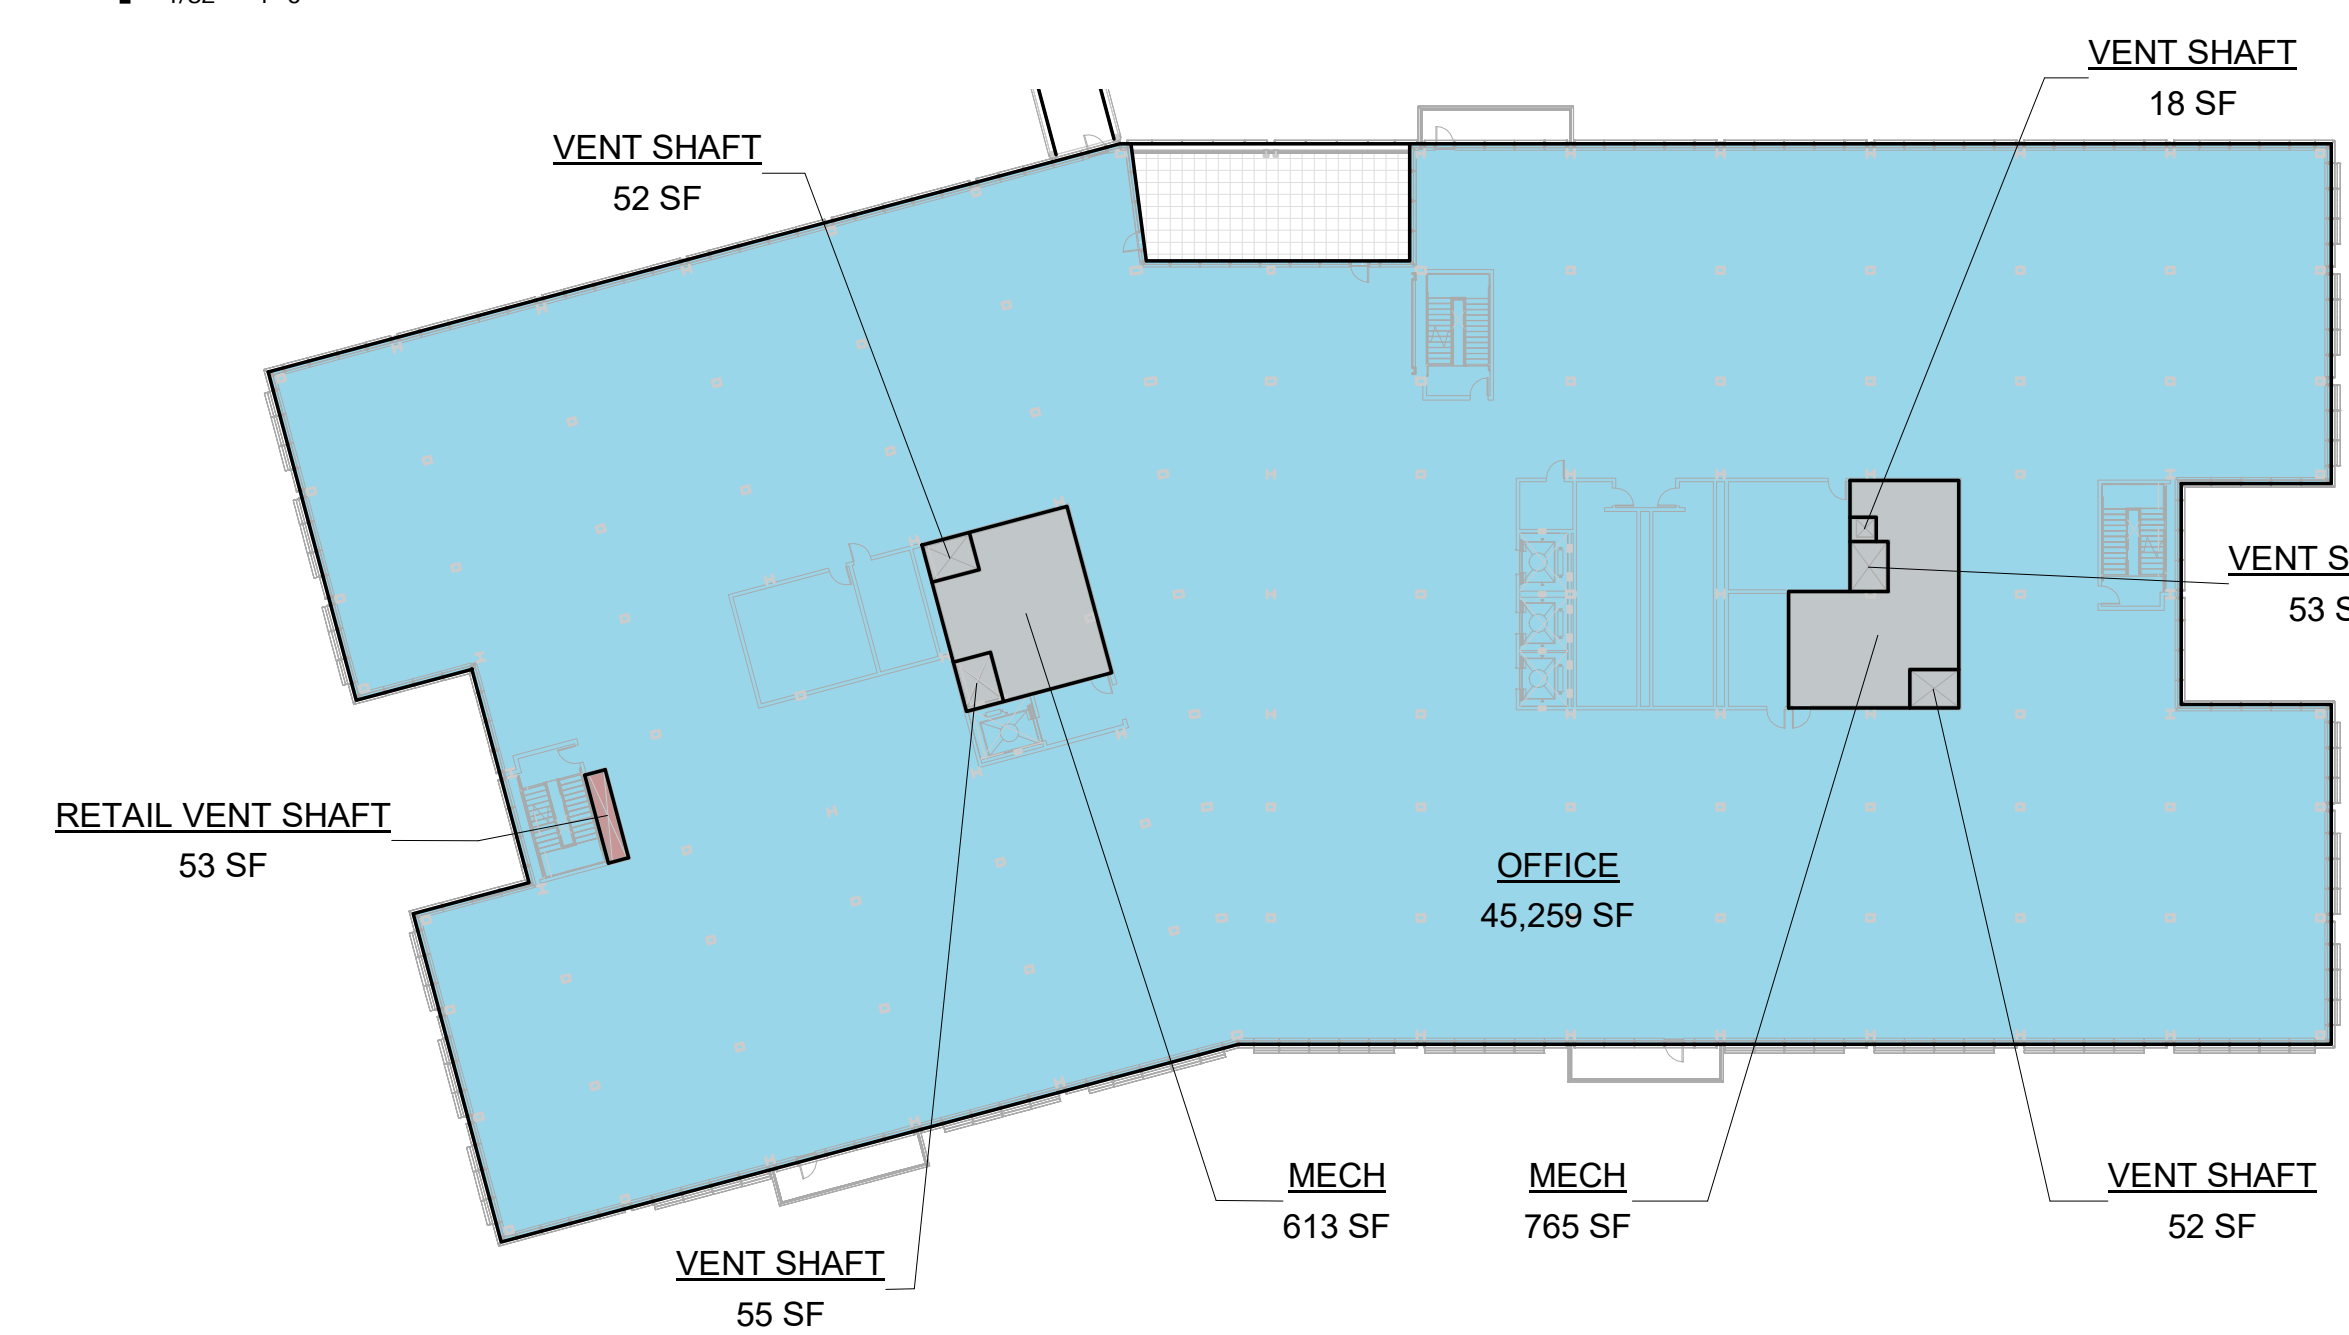 VENT SHAFT
18 SF
VENT SHAFT
52 SF
VENT S
53 S
RETAIL VENT SHAFT
53 SF
OFFICE
45,259 SF
MECH
613 SF
MECH
765 SF
VENT SHAFT
52 SF
VENT SHAFT
55 SF